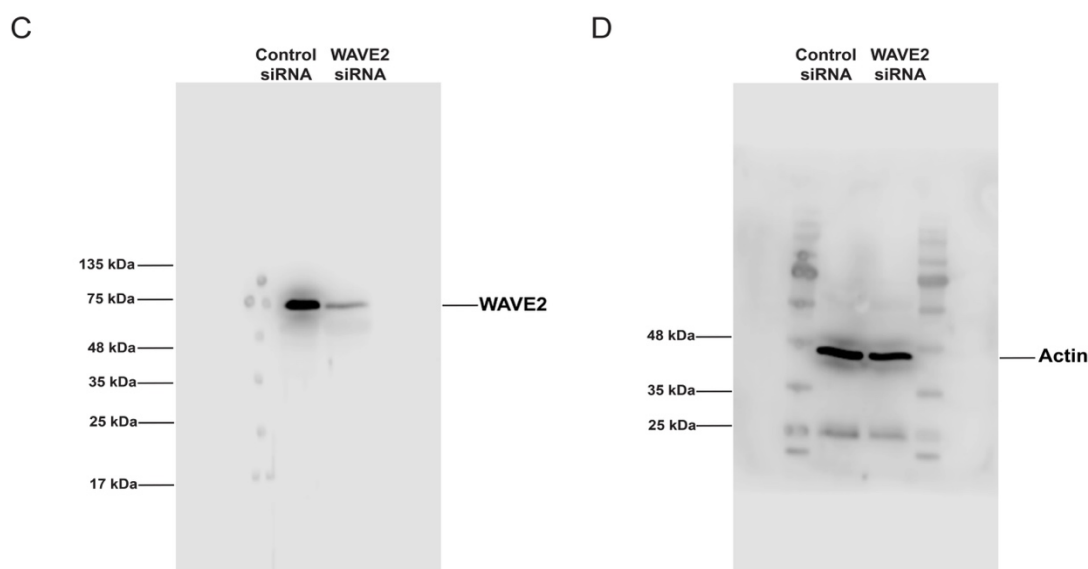 C
Control WAVE2
siRNA siRNA
135 kDa
75 kDa
WAVE2
48 kDa
35 kDa
25 kDa
17 kDa
D
Control WAVE2
siRNA siRNA
48 kDa
Actin
35 kDa
25 kDa